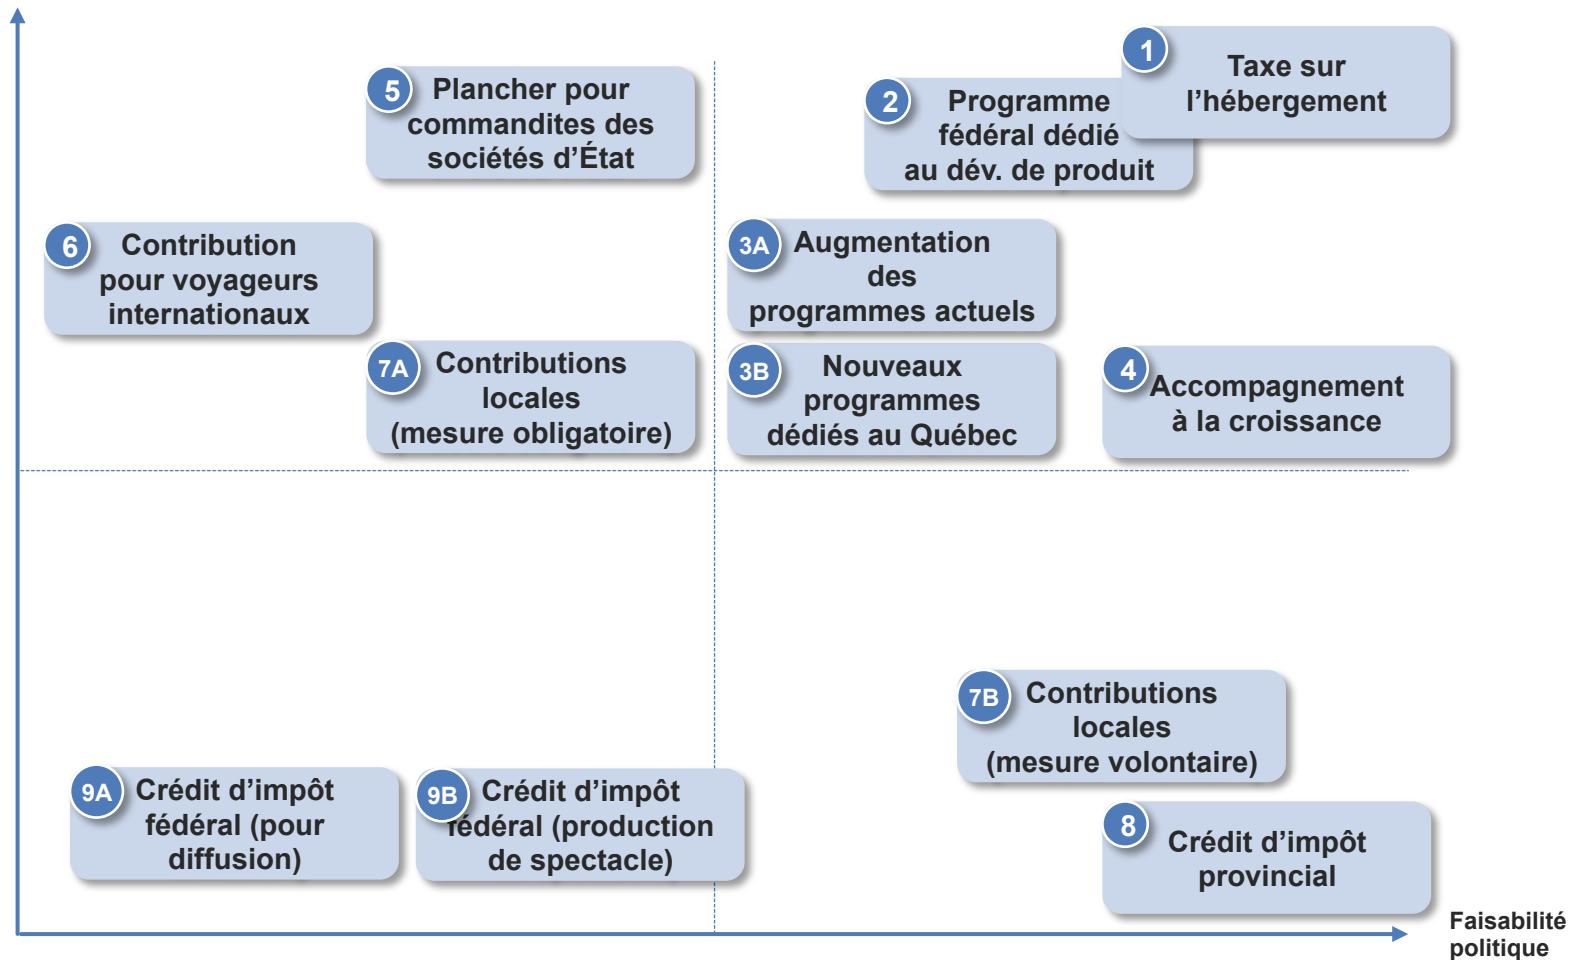 1
Taxe sur
l’hébergement
5
Plancher pour
commandites des
sociétés d’État
2
Programme
fédéral dédié
au dév. de produit
6
Contribution
pour voyageurs
internationaux
3A
Augmentation
des
programmes actuels
7A
Contributions
locales
(mesure obligatoire)
3B
Nouveaux
programmes
dédiés au Québec
4
Accompagnement
à la croissance
7B
Contributions
locales
(mesure volontaire)
9A
Crédit d’impôt
fédéral (pour
diffusion)
9B
Crédit d’impôt
fédéral (production
de spectacle)
8
Crédit d’impôt
provincial
Faisabilité
politique